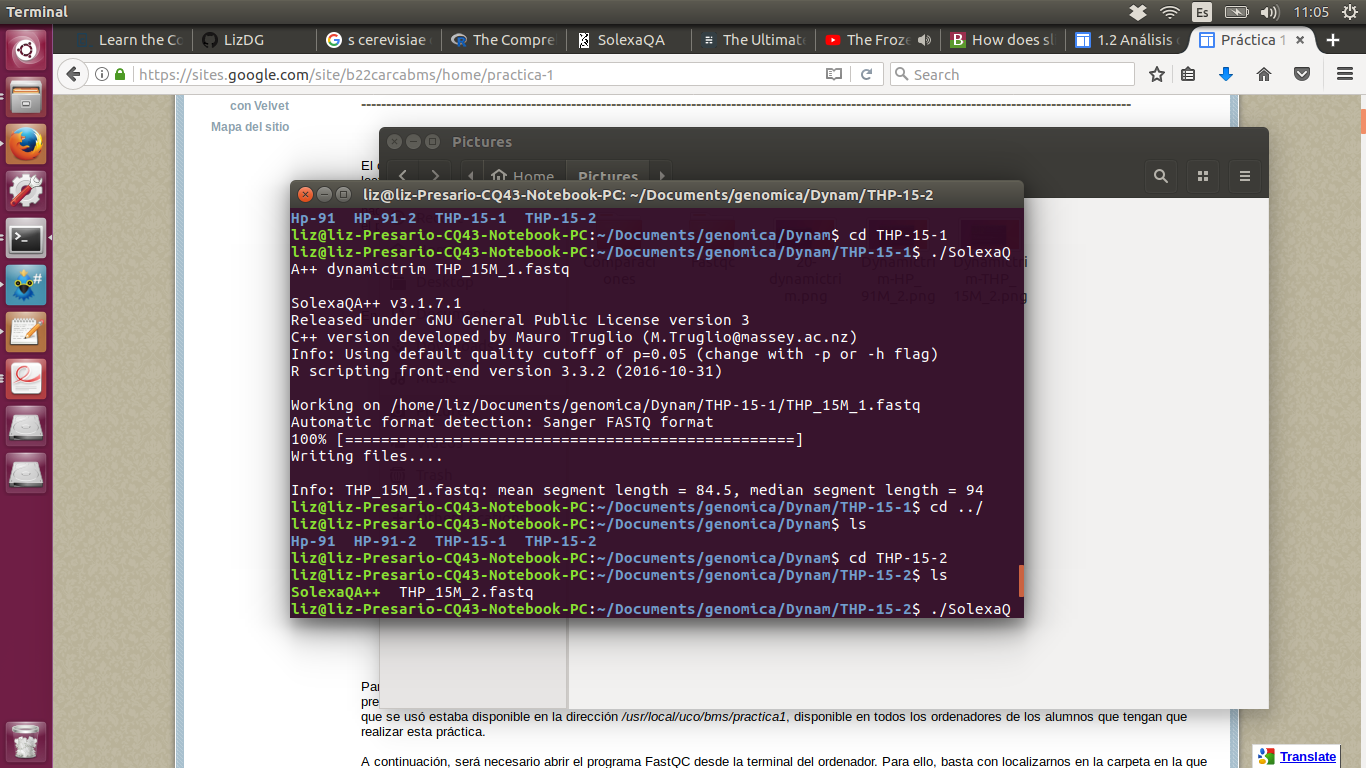 Terminal
Es
11:05
Learn the Co
LizDG
s cerevisiae
The Compre
SolexaQA
The Ultimat
The Froze
How does sl
1.2 Análisis
Práctica 1
https://sites.google.com/site/b22carcabms/home/practica-1
Search
con Velvet
Mapa del sitio
El
Pictures
Home
Pictures
liz@liz-Presario-CQ43-Notebook-PC: ~/Documents/genomica/Dynam/THP-15-2
Hp-91 HP-91-2 THP-15-1 THP-15-2
liz@liz-Presario-CQ43-Notebook-PC:~/Documents/genomica/Dynam$ cd THP-15-1
liz@liz-Presario-CQ43-Notebook-PC:~/Documents/genomica/Dynam/THP-15-1$ ./SolexaQ
A++ dynamictrim THP_15M_1.fastq
SolexaQA++ v3.1.7.1
Released under GNU General Public License version 3
C++ version developed by Mauro Truglio (M.Truglio@massey.ac.nz)
Info: Using default quality cutoff of p=0.05 (change with -p or -h flag)
R scripting front-end version 3.3.2 (2016-10-31)
Working on /home/liz/Documents/genomica/Dynam/THP-15-1/THP_15M_1.fastq
Automatic format detection: Sanger FASTQ format
100% [==================================================]
Writing files....
Info: THP_15M_1.fastq: mean segment length = 84.5, median segment length = 94
liz@liz-Presario-CQ43-Notebook-PC:~/Documents/genomica/Dynam/THP-15-1$ cd ../
liz@liz-Presario-CQ43-Notebook-PC:~/Documents/genomica/Dynam$ ls
Hp-91 HP-91-2 THP-15-1 THP-15-2
liz@liz-Presario-CQ43-Notebook-PC:~/Documents/genomica/Dynam$ cd THP-15-2
liz@liz-Presario-CQ43-Notebook-PC:~/Documents/genomica/Dynam/THP-15-2$ ls
SolexaQA++ THP_15M_2.fastq
liz@liz-Presario-CQ43-Notebook-PC:~/Documents/genomica/Dynam/THP-15-2$ ./SolexaQ
Par
pre
que se usó estaba disponible en la dirección /usr/local/uco/bms/practica1, disponible en todos los ordenadores de los alumnos que tengan que
realizar esta práctica.
A continuación, será necesario abrir el programa FastQC desde la terminal del ordenador. Para ello, basta con localizarnos en la carpeta en la que
Translate